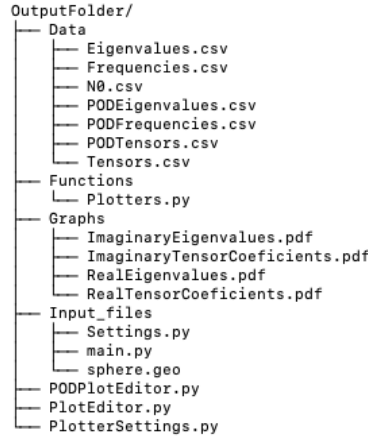 OutputFolder/
├── Data
│   ├── Eigenvalues.csv
│   ├── Frequencies.csv
│   ├── N0.csv
│   ├── PODEigenvalues.csv
│   ├── PODFrequencies.csv
│   ├── PODTensors.csv
│   └── Tensors.csv
├── Functions
│   └── Plotters.py
├── Graphs
│   ├── ImaginaryEigenvalues.pdf
│   ├── ImaginaryTensorCoeficients.pdf
│   ├── RealEigenvalues.pdf
│   └── RealTensorCoeficients.pdf
├── Input_files
│   ├── Settings.py
│   ├── main.py
│   └── sphere.geo
├── PODPlotEditor.py
├── PlotEditor.py
└── PlotterSettings.py